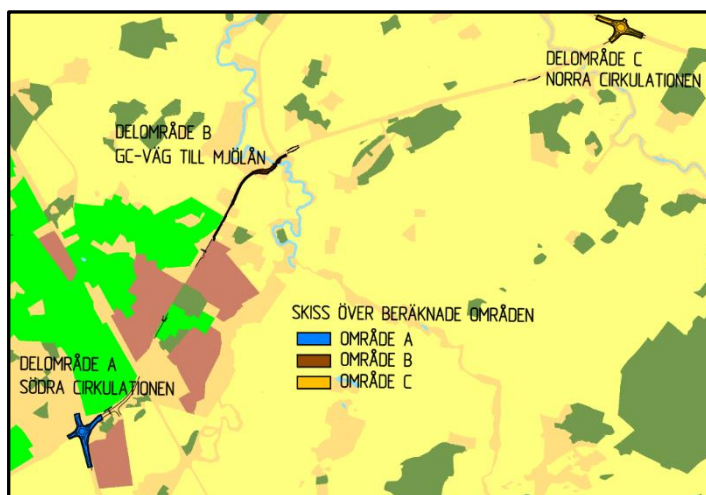 DELOMRÅDE C
NORRA CIRKULATIONEN
DELOMRÅDE B
GC-VÄG TILL MJÖLÅN
SKISS ÖVER BERÄKNADE OMRÅDEN
OMRÅDE A
OMRÅDE B
OMRÅDE C
DELOMRÅDE A
SÖDRA CIRKULATIONEN